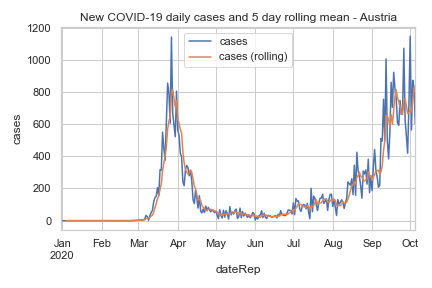 New COVID-19 daily cases and 5 day rolling mean - Austria
cases
cases (rolling)
1200
1000
800
600
400
200
0
cases
Jan Feb Mar Apr May Jun Jul Aug Sep Oct
2020
dateRep